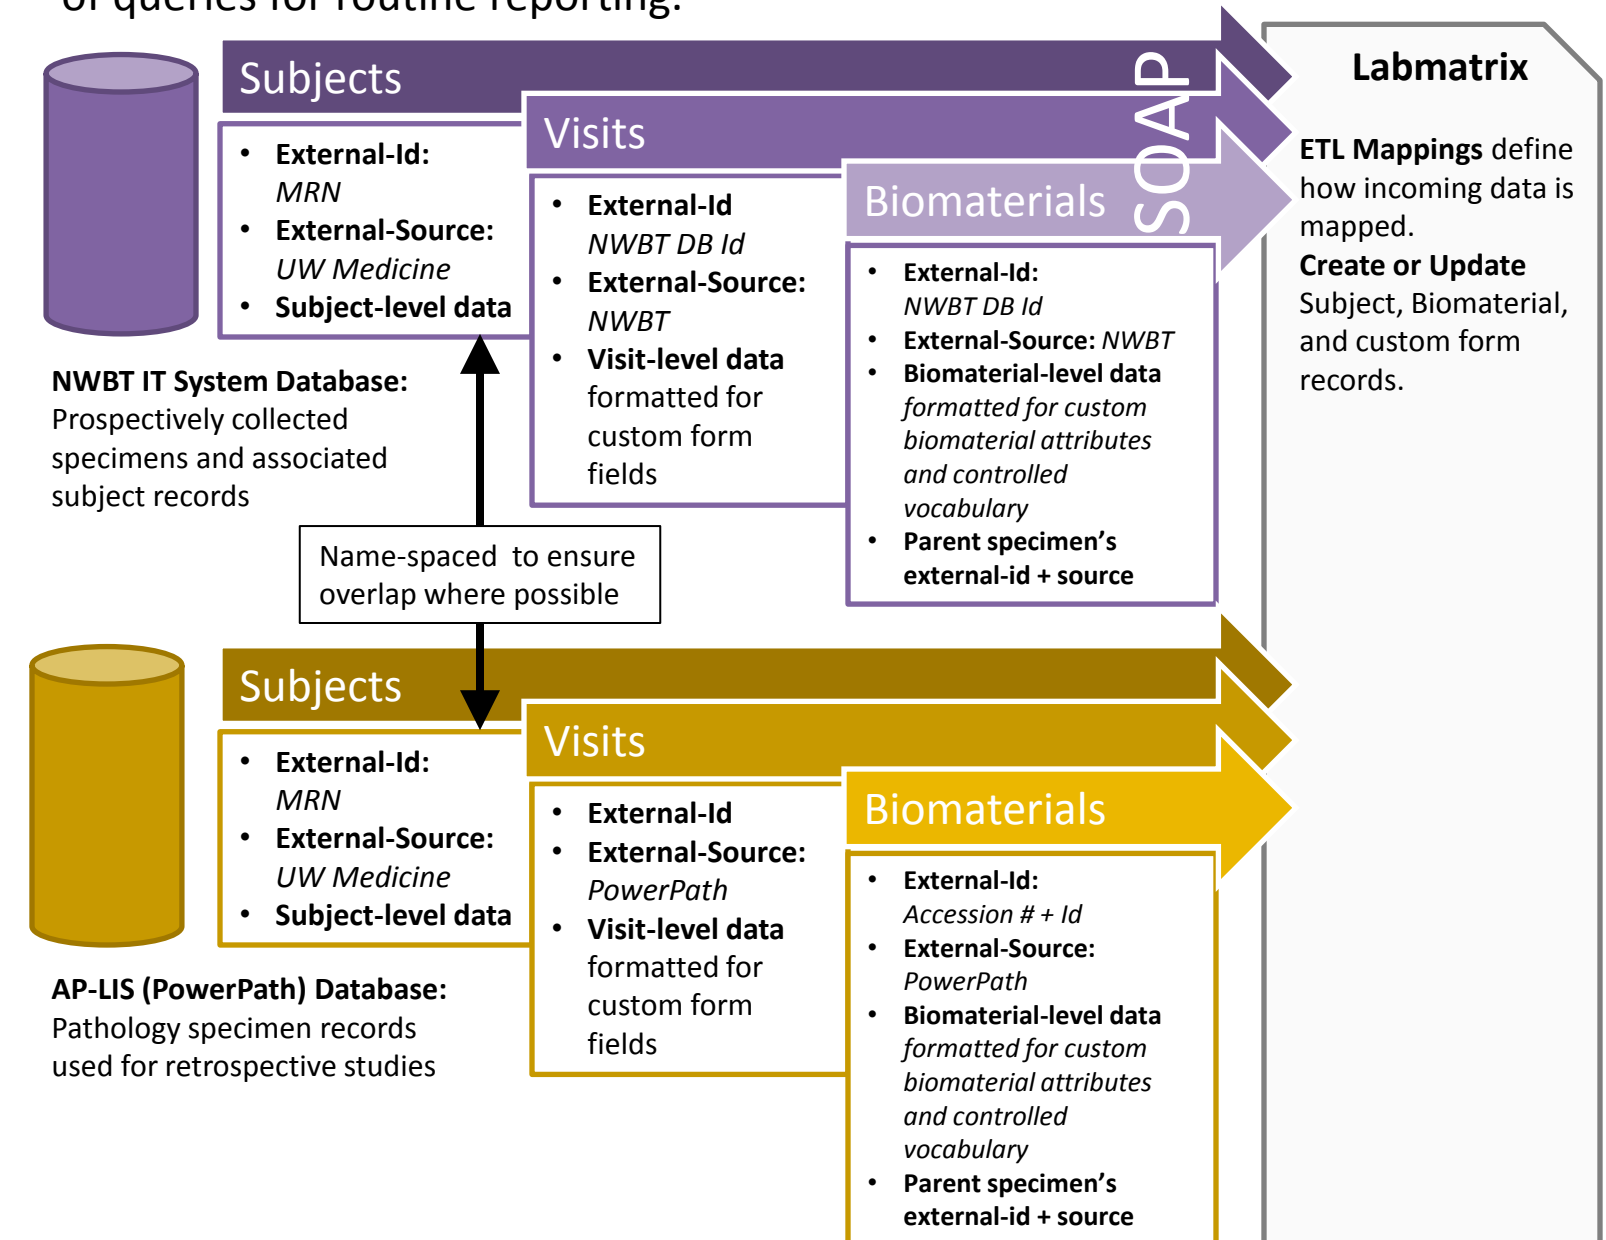 of queries for routine reporting.
Subjects
• External-Id:
MRN
• External-Source:
UW Medicine
• Subject-level data
Visits
• External-Id
NWBT DB Id
• External-Source:
NWBT
• Visit-level data
formatted for
custom form
fields
Biomaterials
• External-Id:
NWBT DB Id
• External-Source: NWBT
• Biomaterial-level data
formatted for custom
biomaterial attributes
and controlled
vocabulary
• Parent specimen’s
external-id + source
SOAP
Labmatrix
ETL Mappings define
how incoming data is
mapped.
Create or Update
Subject, Biomaterial,
and custom form
records.
NWBT IT System Database:
Prospectively collected
specimens and associated
subject records
Name-spaced to ensure
overlap where possible
Subjects
• External-Id:
MRN
• External-Source:
UW Medicine
• Subject-level data
Visits
• External-Id
• External-Source:
PowerPath
• Visit-level data
formatted for
custom form
fields
Biomaterials
• External-Id:
Accession # + Id
• External-Source:
PowerPath
• Biomaterial-level data
formatted for custom
biomaterial attributes
and controlled
vocabulary
• Parent specimen’s
external-id + source
AP-LIS (PowerPath) Database:
Pathology specimen records
used for retrospective studies